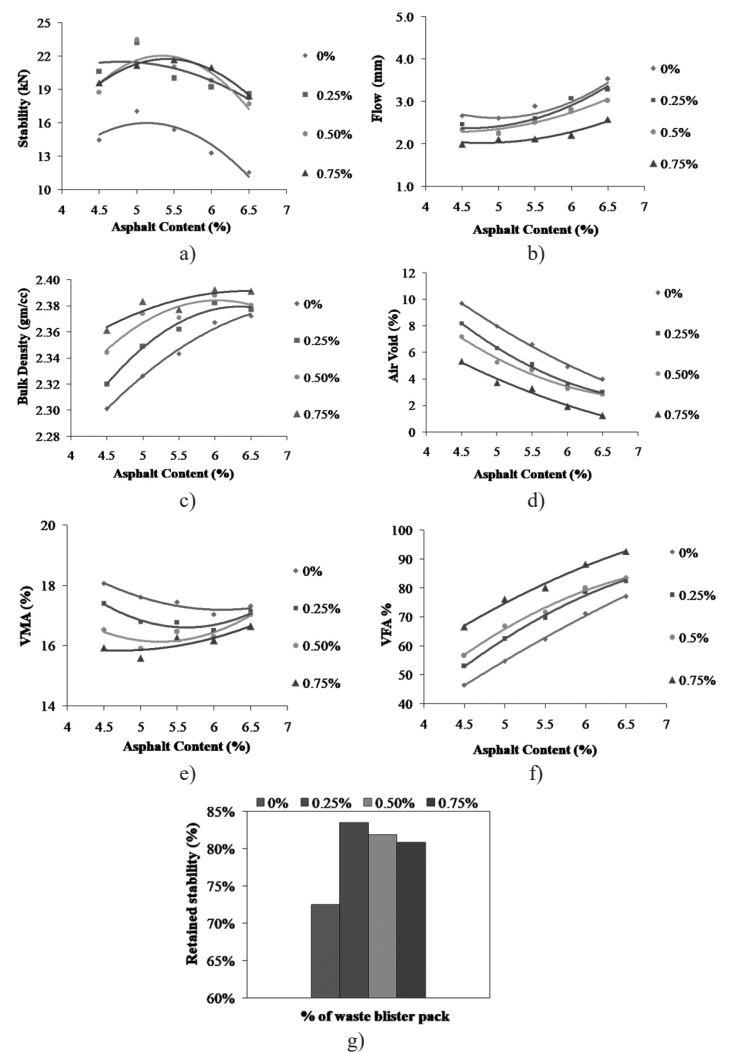 25
22
19
16
13
10
4 4.5 5 5.5 6 6.5 7
Stability (kN)
Asphalt Content (%)
0%
0.25%
0.50%
0.75%
a)
5.0
4.0
3.0
2.0
1.0
4 4.5 5 5.5 6 6.5 7
Flow (mm)
Asphalt Content (%)
0%
0.25%
0.5%
0.75%
b)
2.40
2.38
2.36
2.34
2.32
2.30
2.28
4 4.5 5 5.5 6 6.5 7
Bulk Density (gm/cc)
Asphalt Content (%)
0%
0.25%
0.50%
0.75%
c)
12
10
8
6
4
2
0
4 4.5 5 5.5 6 6.5 7
Air Void (%)
Asphalt Content (%)
0%
0.25%
0.50%
0.75%
d)
20
18
16
14
4 4.5 5 5.5 6 6.5 7
VMA (%)
Asphalt Content (%)
0%
0.25%
0.50%
0.75%
e)
100
90
80
70
60
50
40
4 4.5 5 5.5 6 6.5 7
VFA %
Asphalt Content (%)
0%
0.25%
0.5%
0.75%
f)
0% 0.25% 0.50% 0.75%
85%
80%
75%
70%
65%
60%
Retained stability (%)
% of waste blister pack
g)